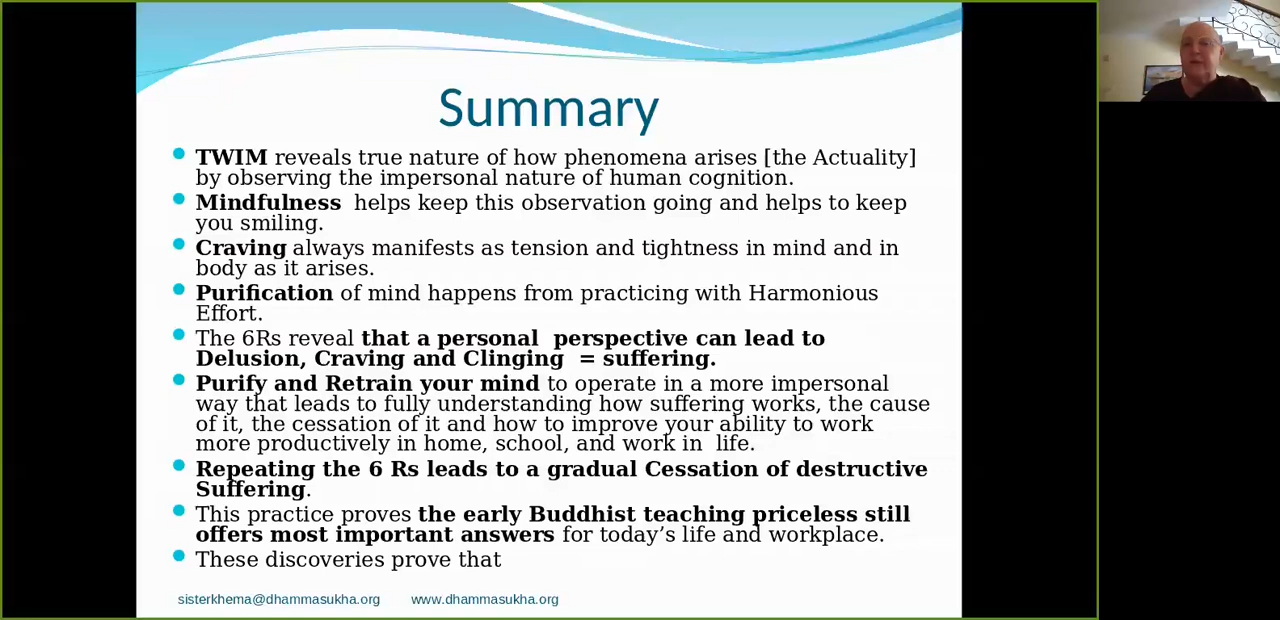 Summary
TWIM reveals true nature of how phenomena arises [the Actuality]
by observing the impersonal nature of human cognition.
Mindfulness helps keep this observation going and helps to keep
you smiling.
Craving always manifests as tension and tightness in mind and in
body as it arises.
Purification of mind happens from practicing with Harmonious
Effort.
The 6Rs reveal that a personal perspective can lead to
Delusion, Craving and Clinging = suffering.
Purify and Retrain your mind to operate in a more impersonal
way that leads to fully understanding how suffering works, the cause
of it, the cessation of it and how to improve your ability to work
more productively in home, school, and work in life.
Repeating the 6 Rs leads to a gradual Cessation of destructive
Suffering.
This practice proves the early Buddhist teaching priceless still
offers most important answers for today’s life and workplace.
These discoveries prove that
sisterkhema@dhammasukha.org www.dhammasukha.org